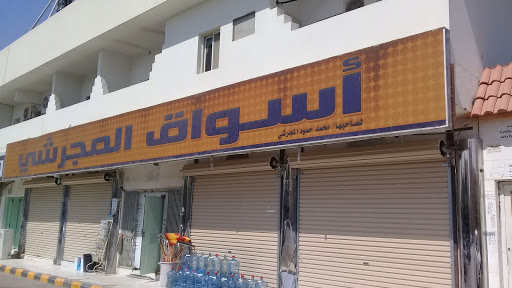 أسواق المجرشي
لصاحبها / محمد حمود المجرشي